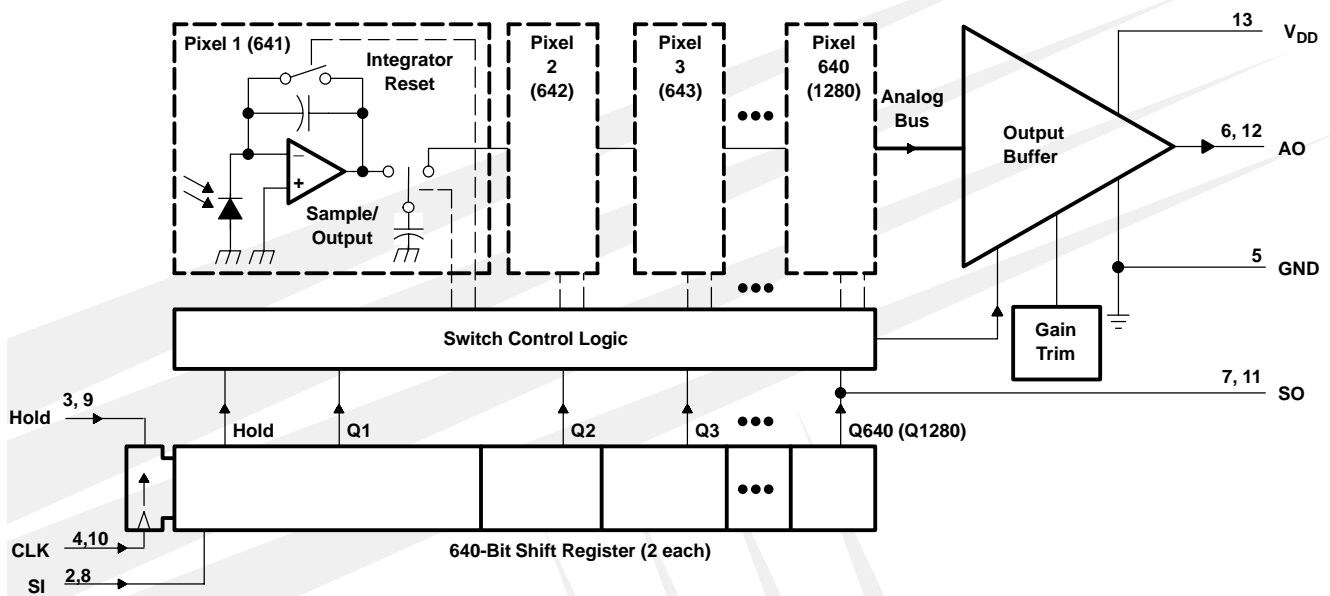 Pixel 1 (641)
Integrator
Reset
–
+
Sample/
Output
Pixel
2
(642)
Pixel
3
(643)
Pixel
640
(1280)
Analog
Bus
Output
Buffer
13
VDD
6, 12
AO
5
GND
Gain
Trim
Switch Control Logic
7, 11
SO
3, 9
Hold
Hold
Q1
Q2
Q3
Q640 (Q1280)
4,10
CLK
2,8
SI
640-Bit Shift Register (2 each)